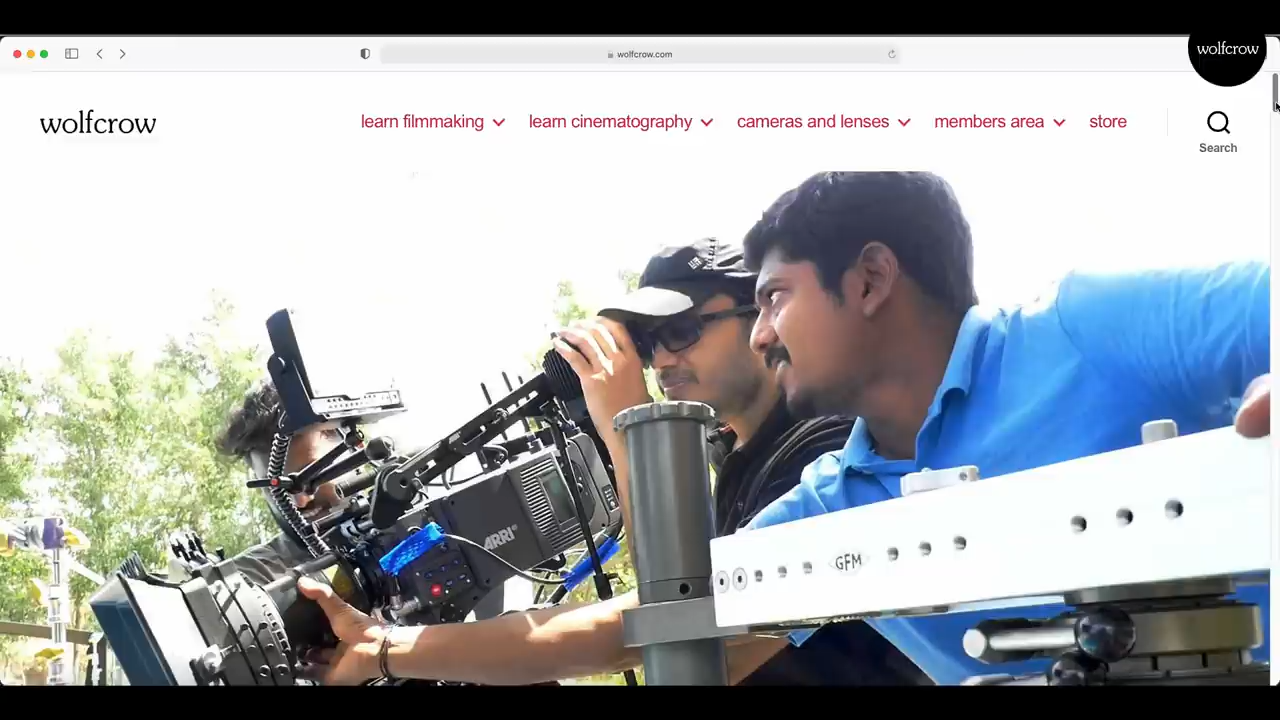 wolfcrow.com
wolfcrow
wolfcrow
learn filmmaking
learn cinematography
cameras and lenses
members area
store
Search
ARRI
GFM